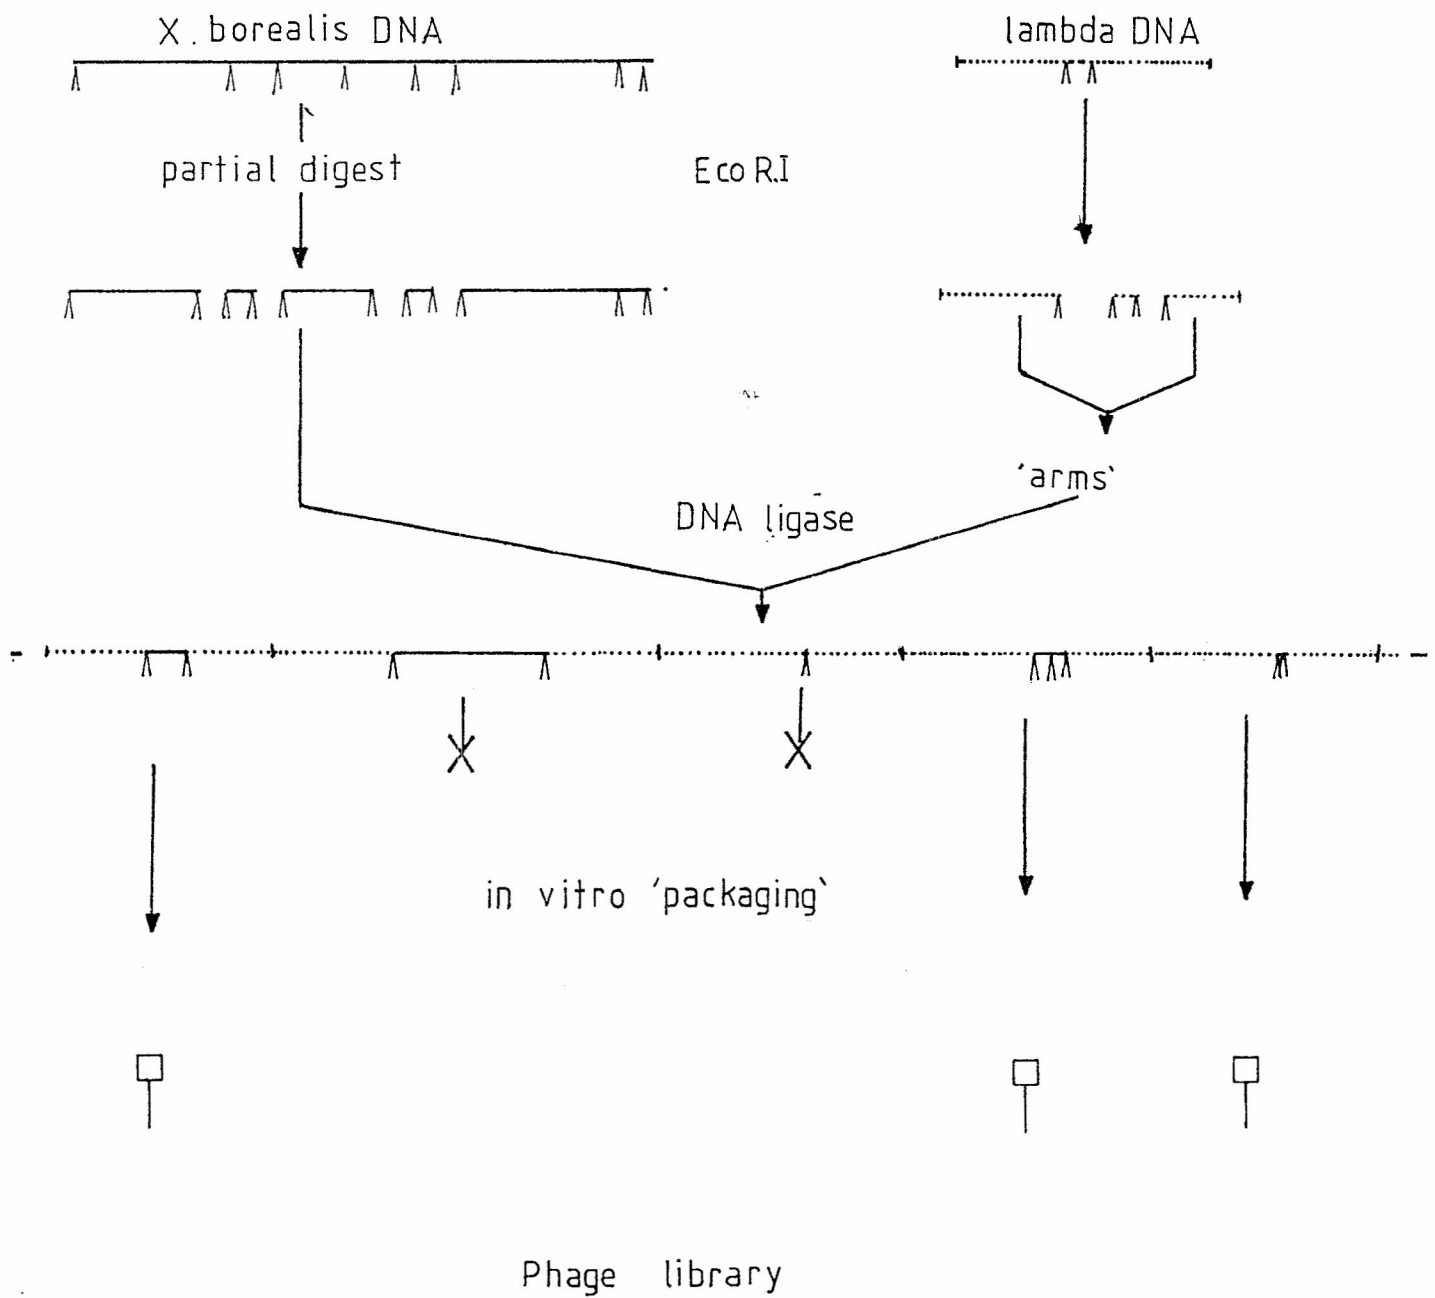 X. borealis DNA
lambda DNA
partial digest
Eco R.I
'arms'
DNA ligase
in vitro 'packaging'
Phage library